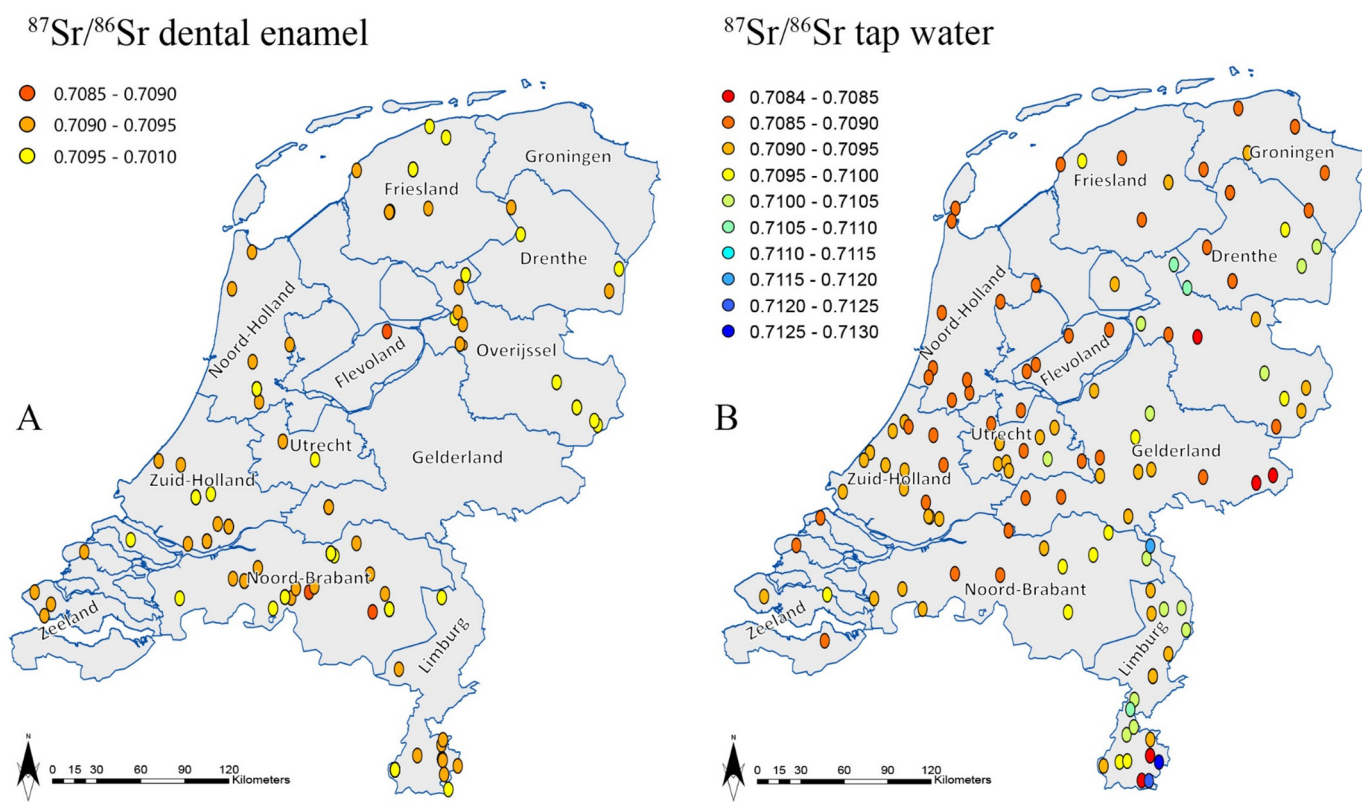 ⁸⁷Sr/⁸⁶Sr dental enamel
0.7085 - 0.7090
0.7090 - 0.7095
0.7095 - 0.7010
Groningen
Friesland
Drenthe
Noord-Holland
Flevoland
Overijssel
A
Utrecht
Gelderland
Zuid-Holland
Noord-Brabant
Zeeland
Limburg
N
0 15 30 60 90 120
Kilometers
⁸⁷Sr/⁸⁶Sr tap water
0.7084 - 0.7085
0.7085 - 0.7090
0.7090 - 0.7095
0.7095 - 0.7100
0.7100 - 0.7105
0.7105 - 0.7110
0.7110 - 0.7115
0.7115 - 0.7120
0.7120 - 0.7125
0.7125 - 0.7130
Groningen
Friesland
Drenthe
Noord-Holland
Flevoland
B
Utrecht
Gelderland
Zuid-Holland
Noord-Brabant
Zeeland
Limburg
N
0 15 30 60 90 120
Kilometers